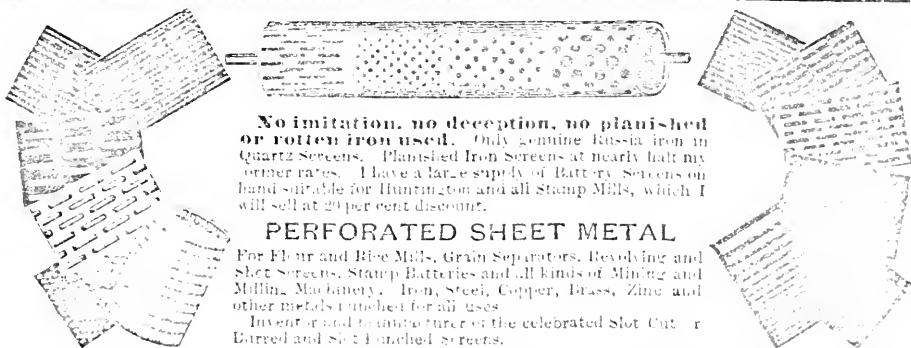 No imitation, no deception, no planished
or rotten iron used. Only genuine Russia iron in
Quartz Screens. Planished Iron Screens at nearly half my
former rates. I have a large supply of Battery Screens on
hand suitable for Huntington and all Stamp Mills, which I
will sell at 20 per cent discount.
PERFORATED SHEET METAL
For Flour and Rice Mills, Grain Separators, Revolving and
Shot Screens, Stamp Batteries and all kinds of Mining and
Milling Machinery. Iron, Steel, Copper, Brass, Zinc and
other metals punched for all uses
Inventor and manufacturer of the celebrated Slot Cut or
Burred and Slot Punched Screens.